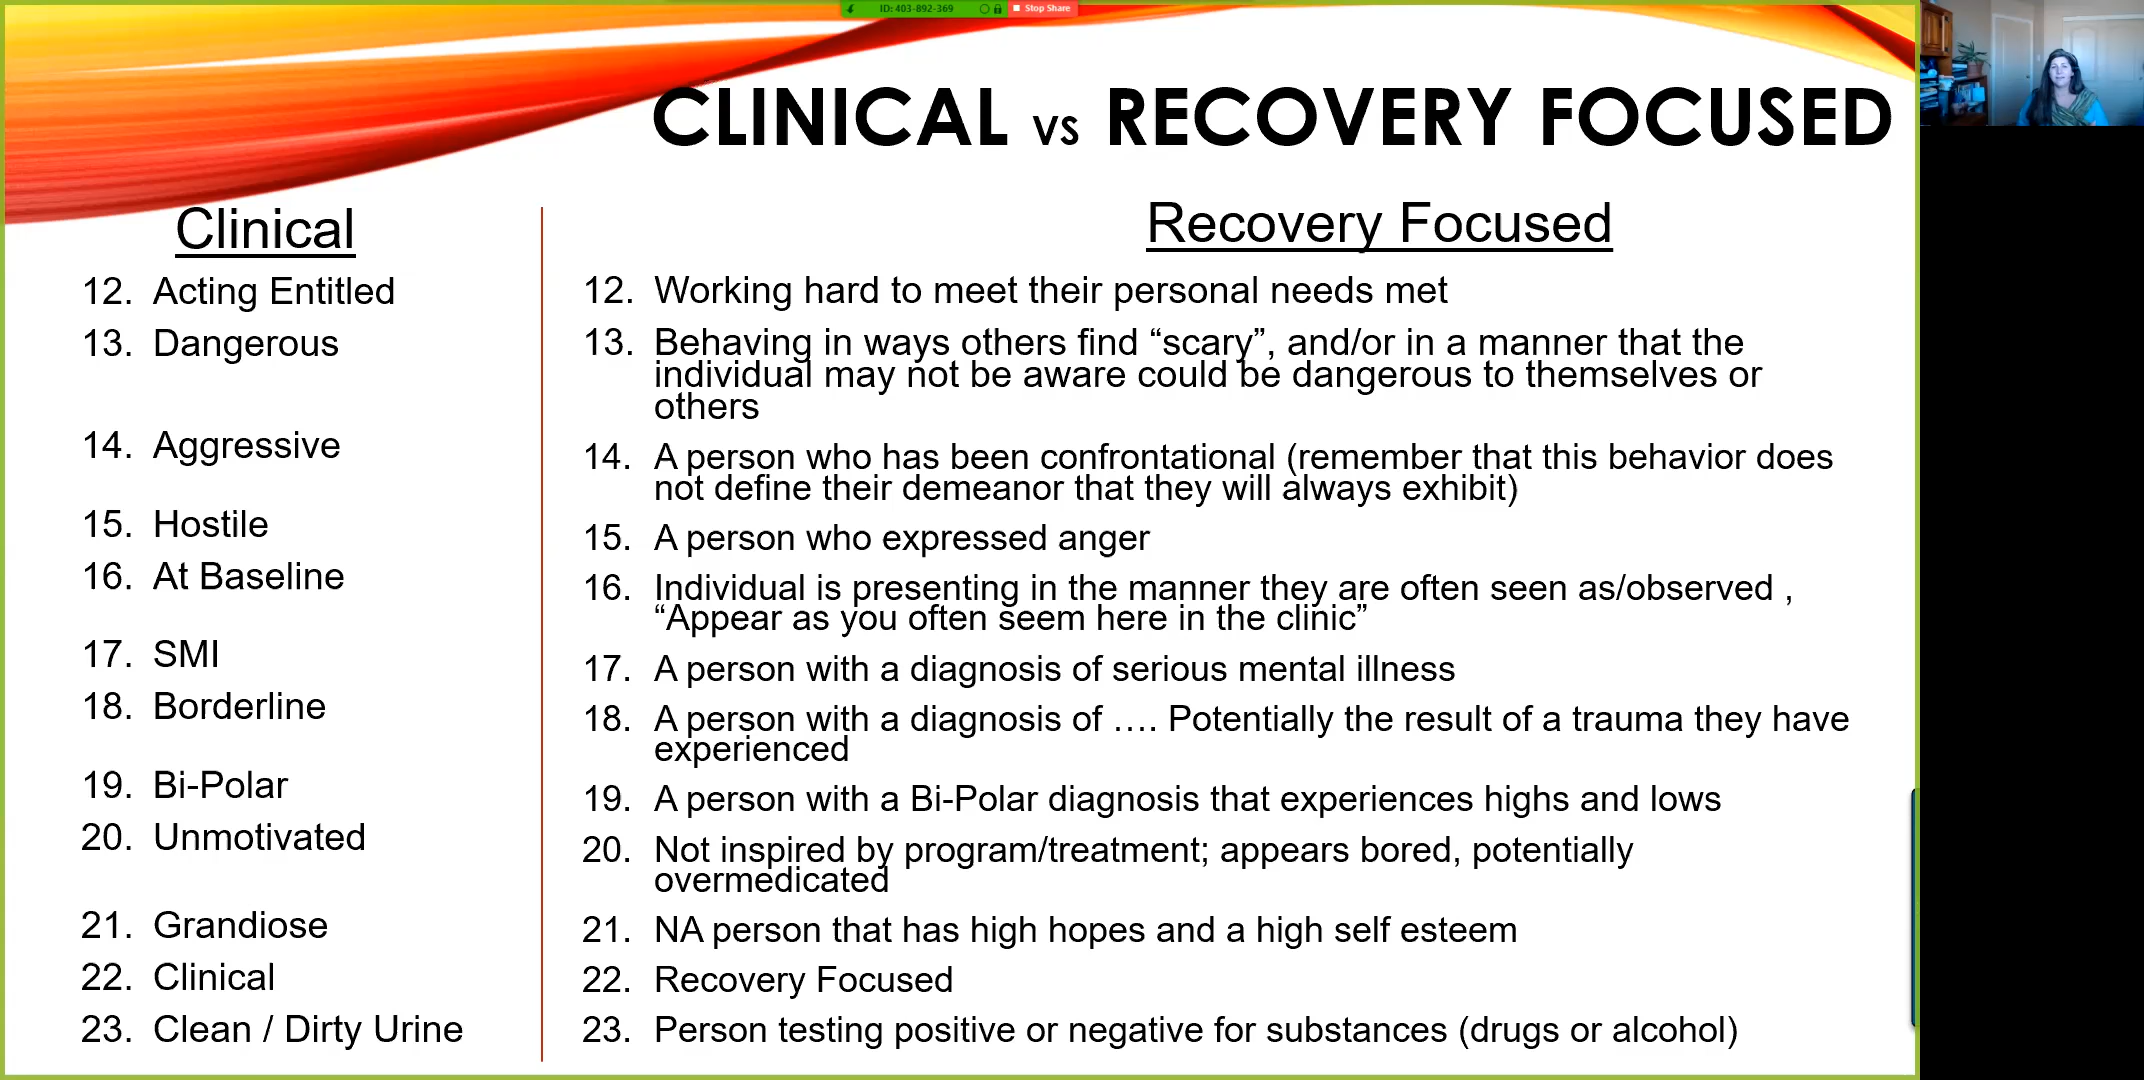 ID: 403-892-369
Stop Share
CLINICAL vs RECOVERY FOCUSED
Clinical
12. Acting Entitled
13. Dangerous
14. Aggressive
15. Hostile
16. At Baseline
17. SMI
18. Borderline
19. Bi-Polar
20. Unmotivated
21. Grandiose
22. Clinical
23. Clean / Dirty Urine
Recovery Focused
12. Working hard to meet their personal needs met
13. Behaving in ways others find “scary”, and/or in a manner that the
individual may not be aware could be dangerous to themselves or
others
14. A person who has been confrontational (remember that this behavior does
not define their demeanor that they will always exhibit)
15. A person who expressed anger
16. Individual is presenting in the manner they are often seen as/observed ,
“Appear as you often seem here in the clinic”
17. A person with a diagnosis of serious mental illness
18. A person with a diagnosis of …. Potentially the result of a trauma they have
experienced
19. A person with a Bi-Polar diagnosis that experiences highs and lows
20. Not inspired by program/treatment; appears bored, potentially
overmedicated
21. NA person that has high hopes and a high self esteem
22. Recovery Focused
23. Person testing positive or negative for substances (drugs or alcohol)